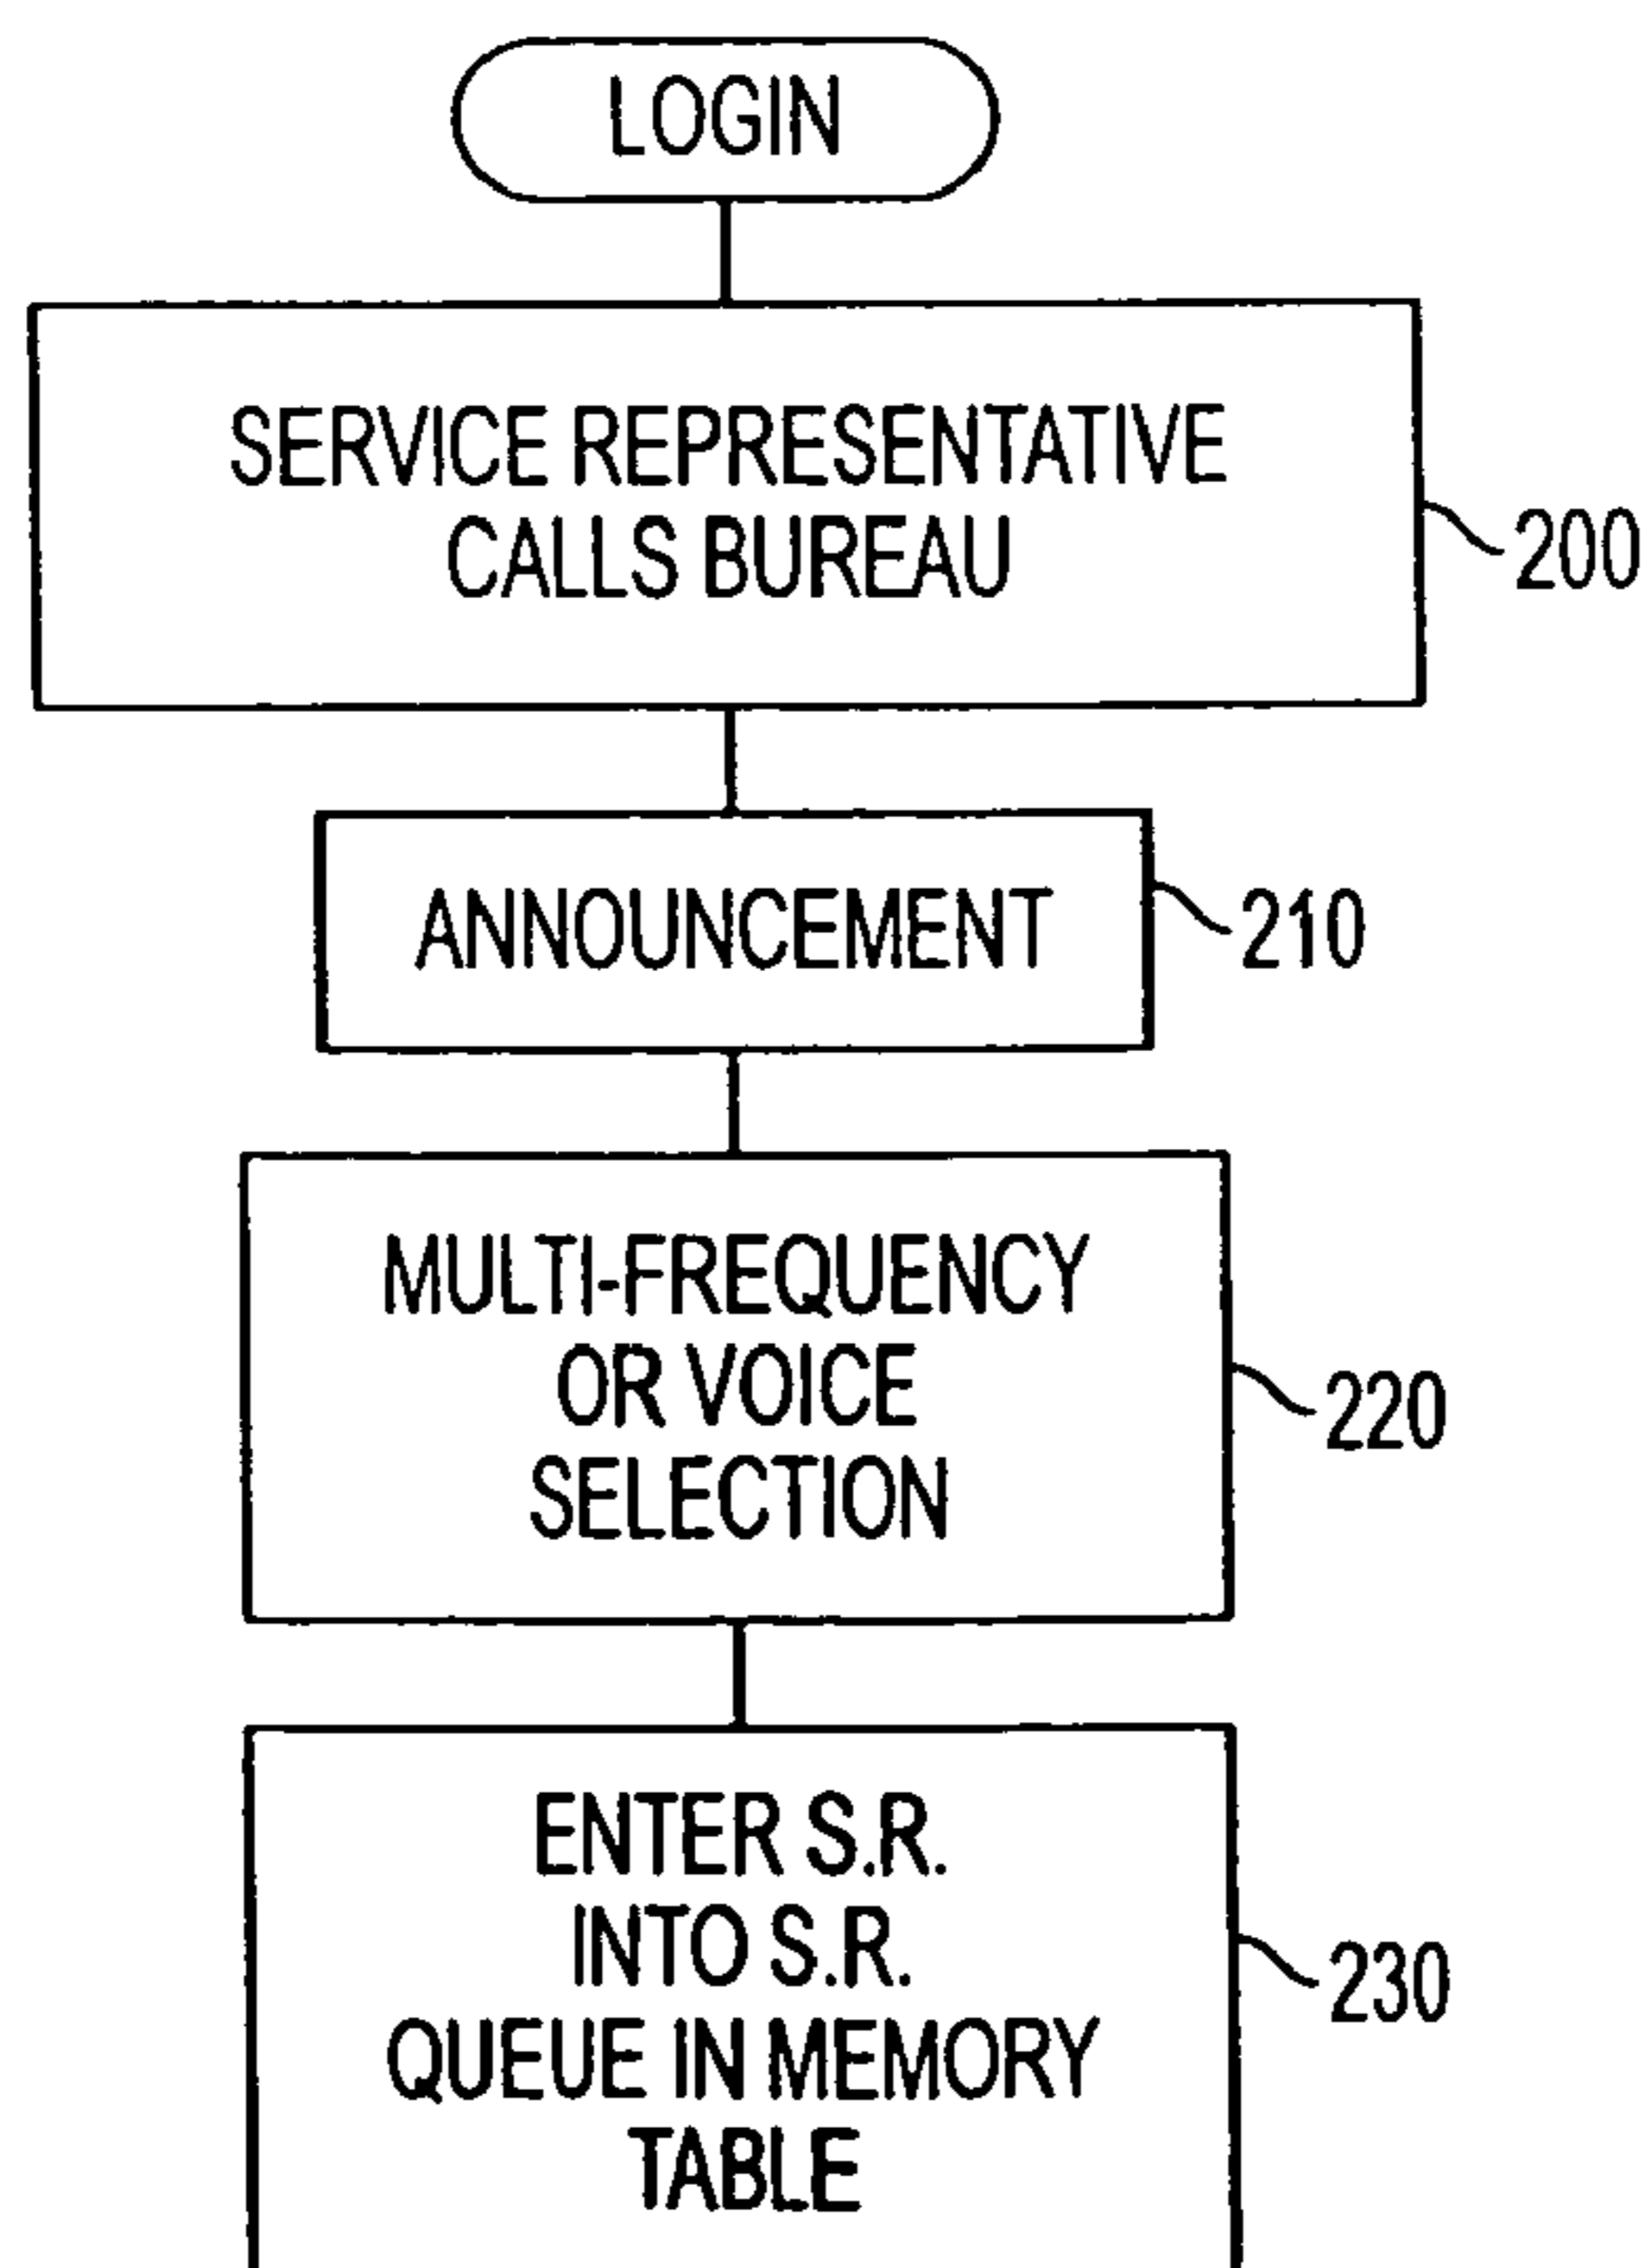 LOGIN
SERVICE REPRESENTATIVE
CALLS BUREAU
200
ANNOUNCEMENT
210
MULTI-FREQUENCY
OR VOICE
SELECTION
220
ENTER S.R.
INTO S.R.
QUEUE IN MEMORY
TABLE
230